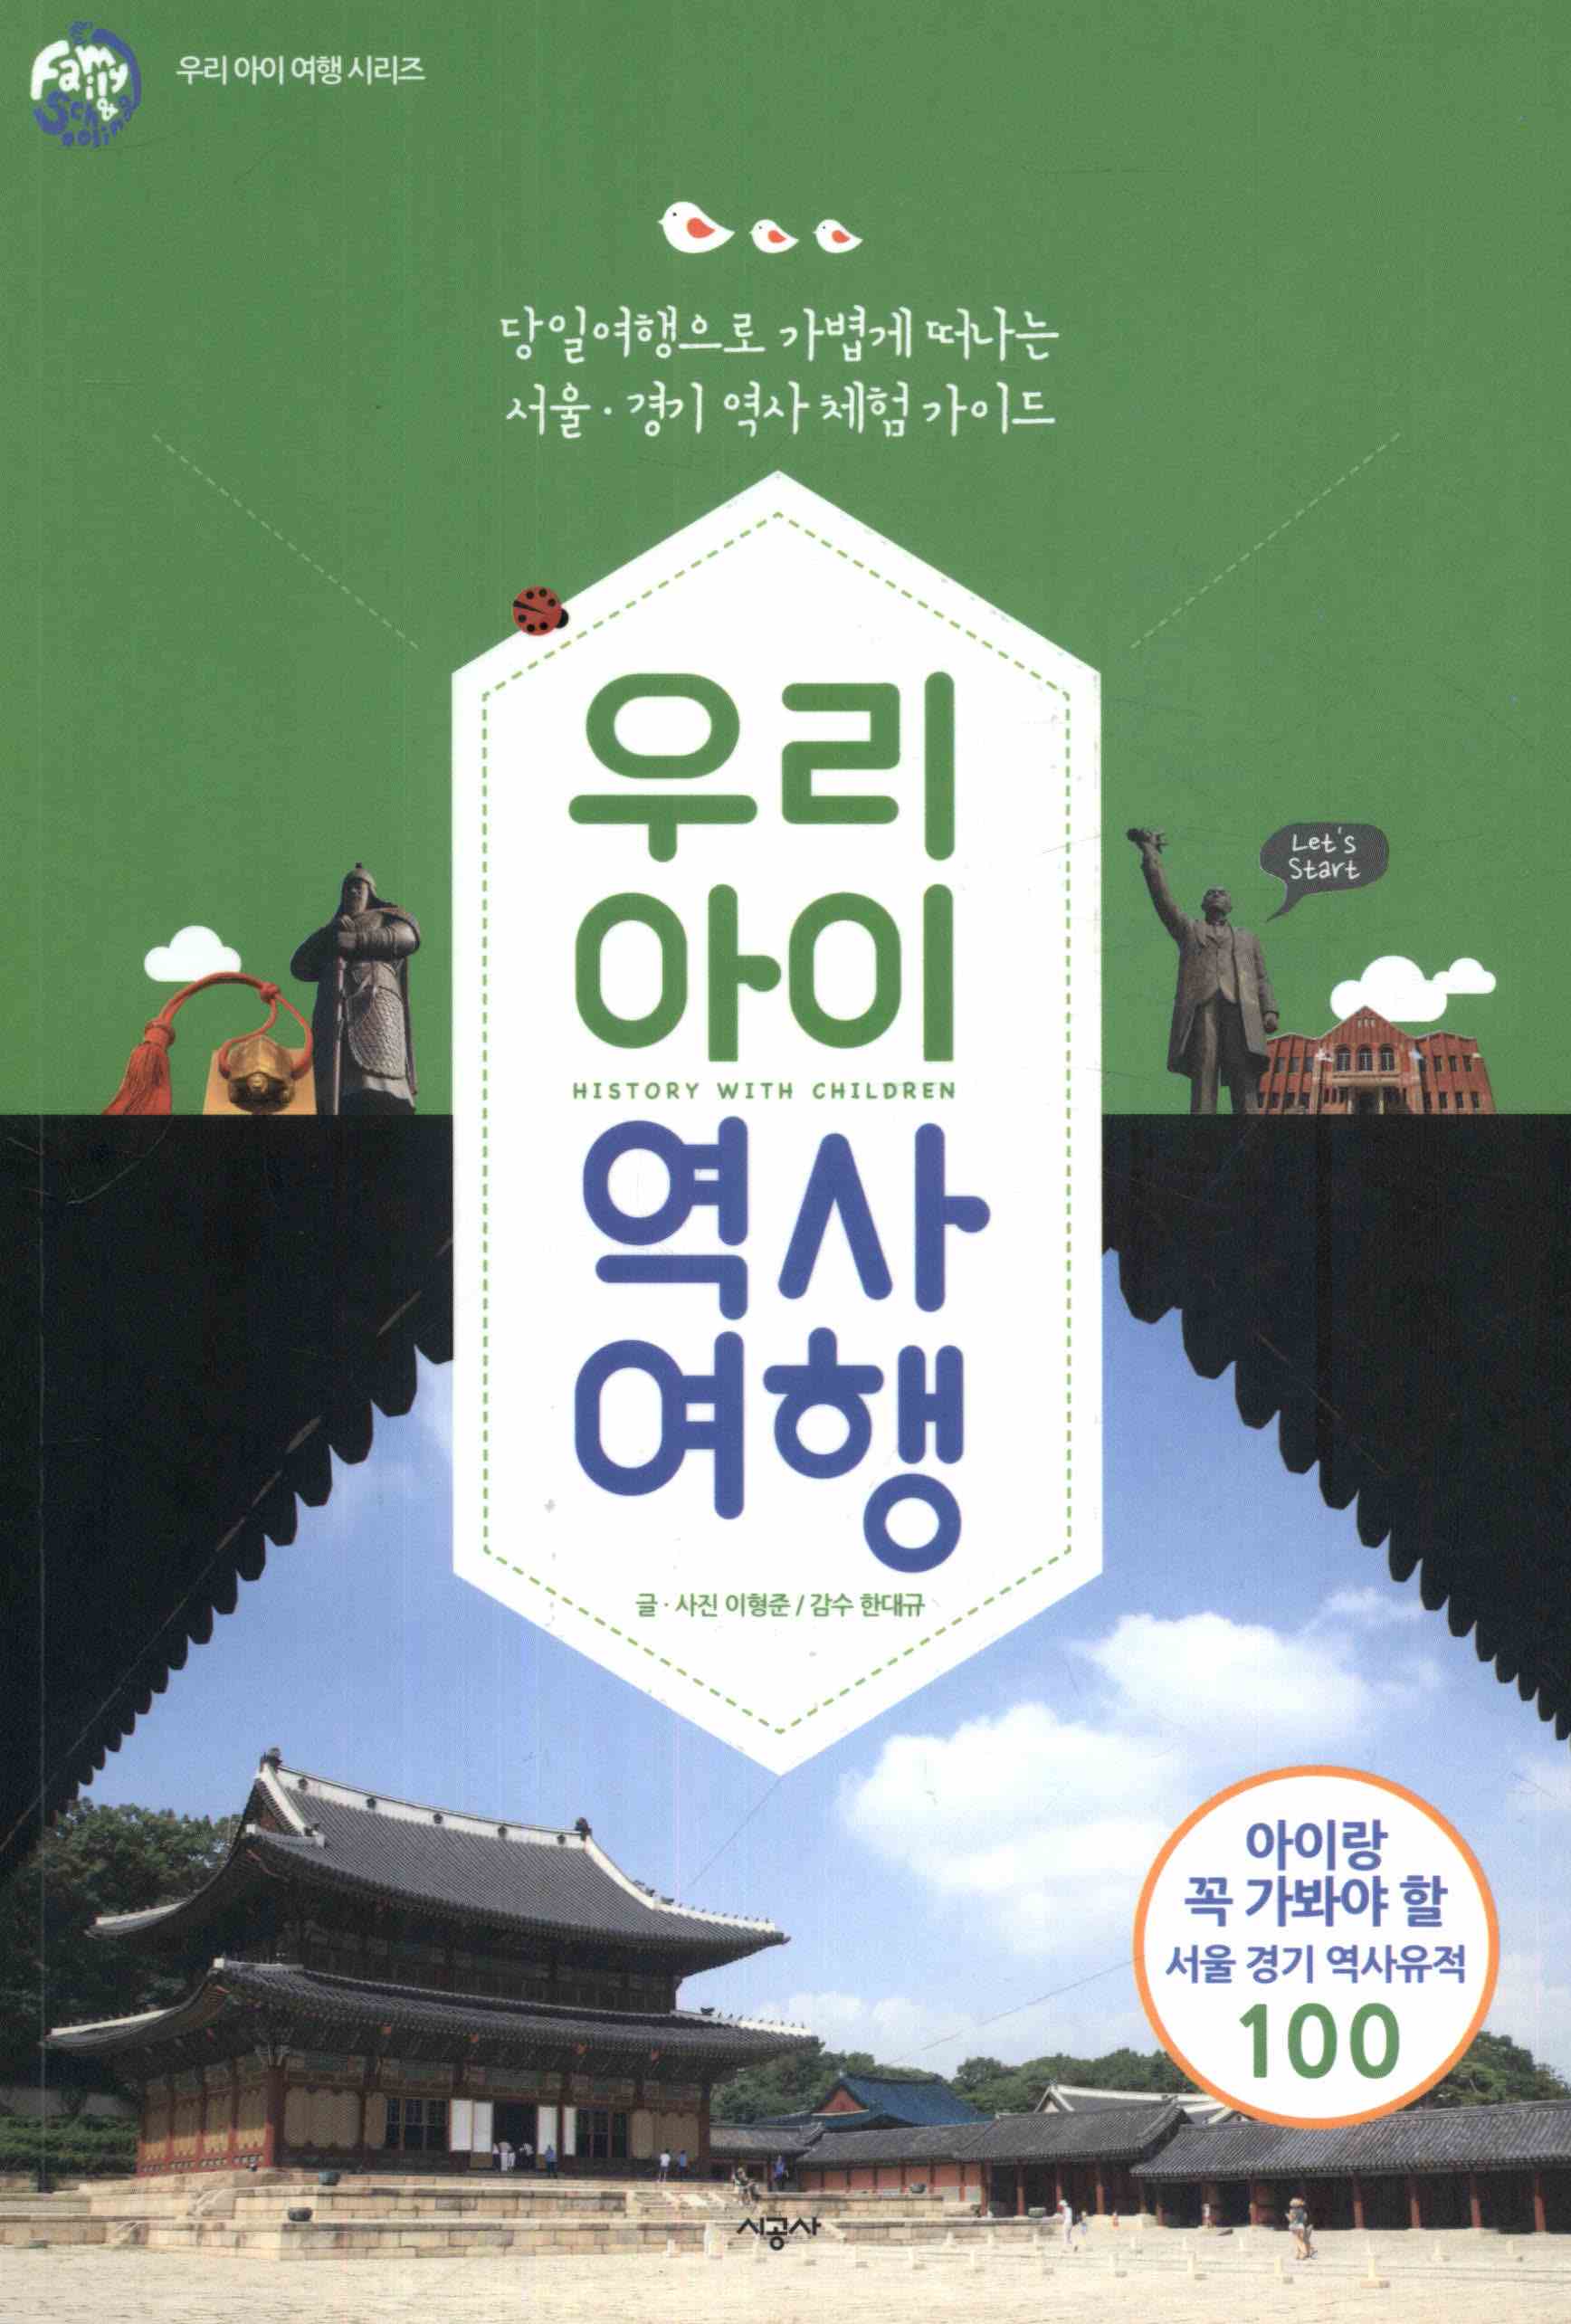 Family & Schooling
우리 아이 여행 시리즈
당일여행으로 가볍게 떠나는
서울·경기 역사 체험 가이드
우리
아이
HISTORY WITH CHILDREN
역사
여행
글·사진 이형준 / 감수 한대규
Let's
Start
아이랑
꼭 가봐야 할
서울 경기 역사유적
100
시공사